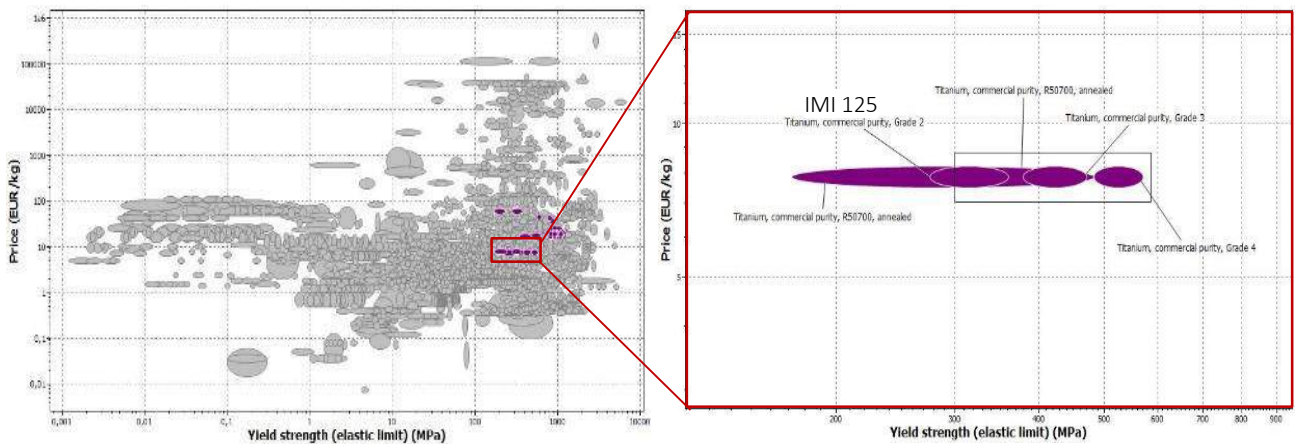 1e6
100000
10000
1000
100
10
1
0,1
0,01
Price (EUR/kg)
0,001
0,01
0,1
1
10
100
1000
10000
Yield strength (elastic limit) (MPa)
15
10
5
Price (EUR/kg)
Titanium, commercial purity, R50700, annealed
IMI 125
Titanium, commercial purity, Grade 2
Titanium, commercial purity, Grade 3
Titanium, commercial purity, R50700, annealed
Titanium, commercial purity, Grade 4
200
300
400
500
600
700
800
900
Yield strength (elastic limit) (MPa)